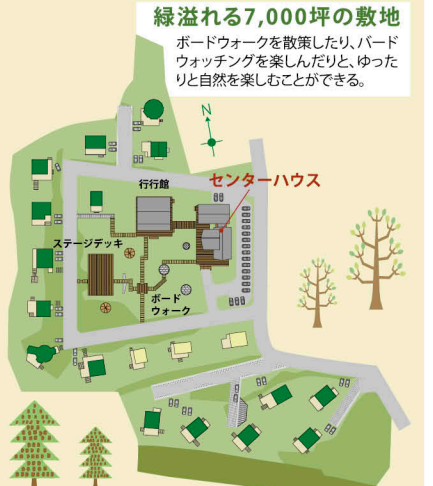 緑溢れる7,000坪の敷地
ボードウォークを散策したり、バード
ウォッチングを楽しんだりと、ゆった
りと自然を楽しむことができる。
N
行行館
センターハウス
ステージデッキ
ボード
ウォーク